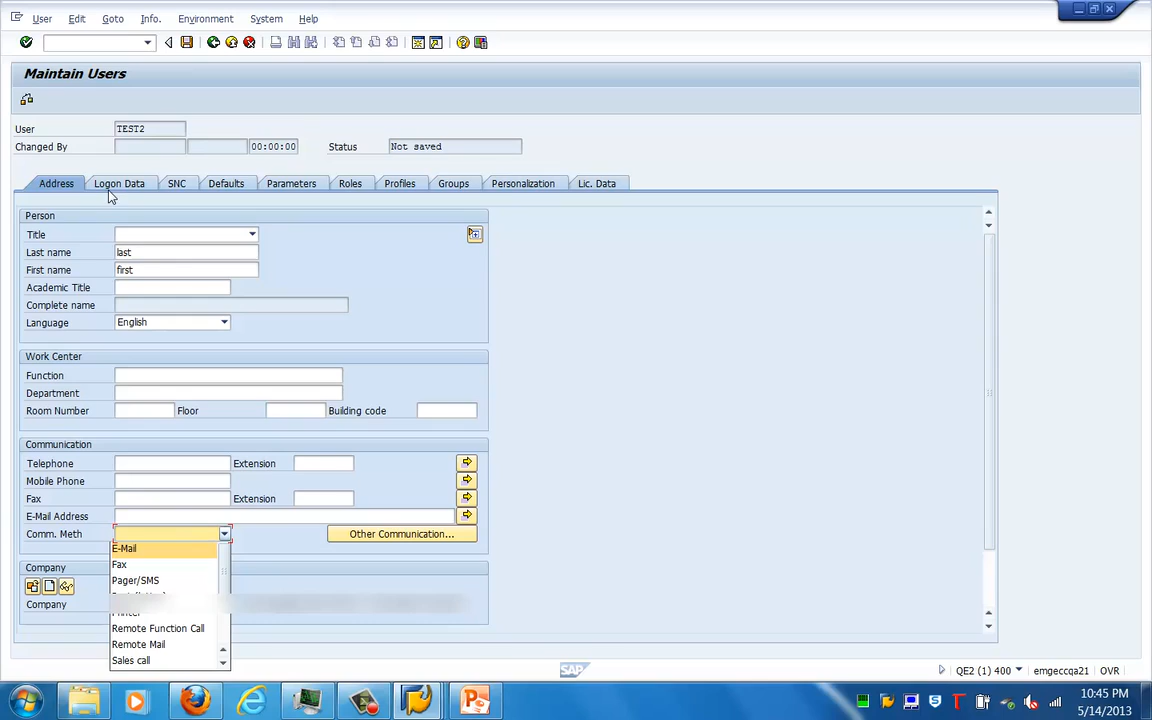 User Edit Goto Info. Environment System Help
Maintain Users
User TEST2
Changed By 00:00:00 Status Not saved
Address Logon Data SNC Defaults Parameters Roles Profiles Groups Personalization Lic. Data
Person
Title
Last name last
First name first
Academic Title
Complete name
Language English
Work Center
Function
Department
Room Number Floor Building code
Communication
Telephone Extension
Mobile Phone
Fax Extension
E-Mail Address
Comm. Meth Other Communication...
E-Mail
Fax
Pager/SMS
Company
Company
Printer
Remote Function Call
Remote Mail
Sales call
SAP
QE2 (1) 400 emgeccqa21 OVR
10:45 PM
5/14/2013